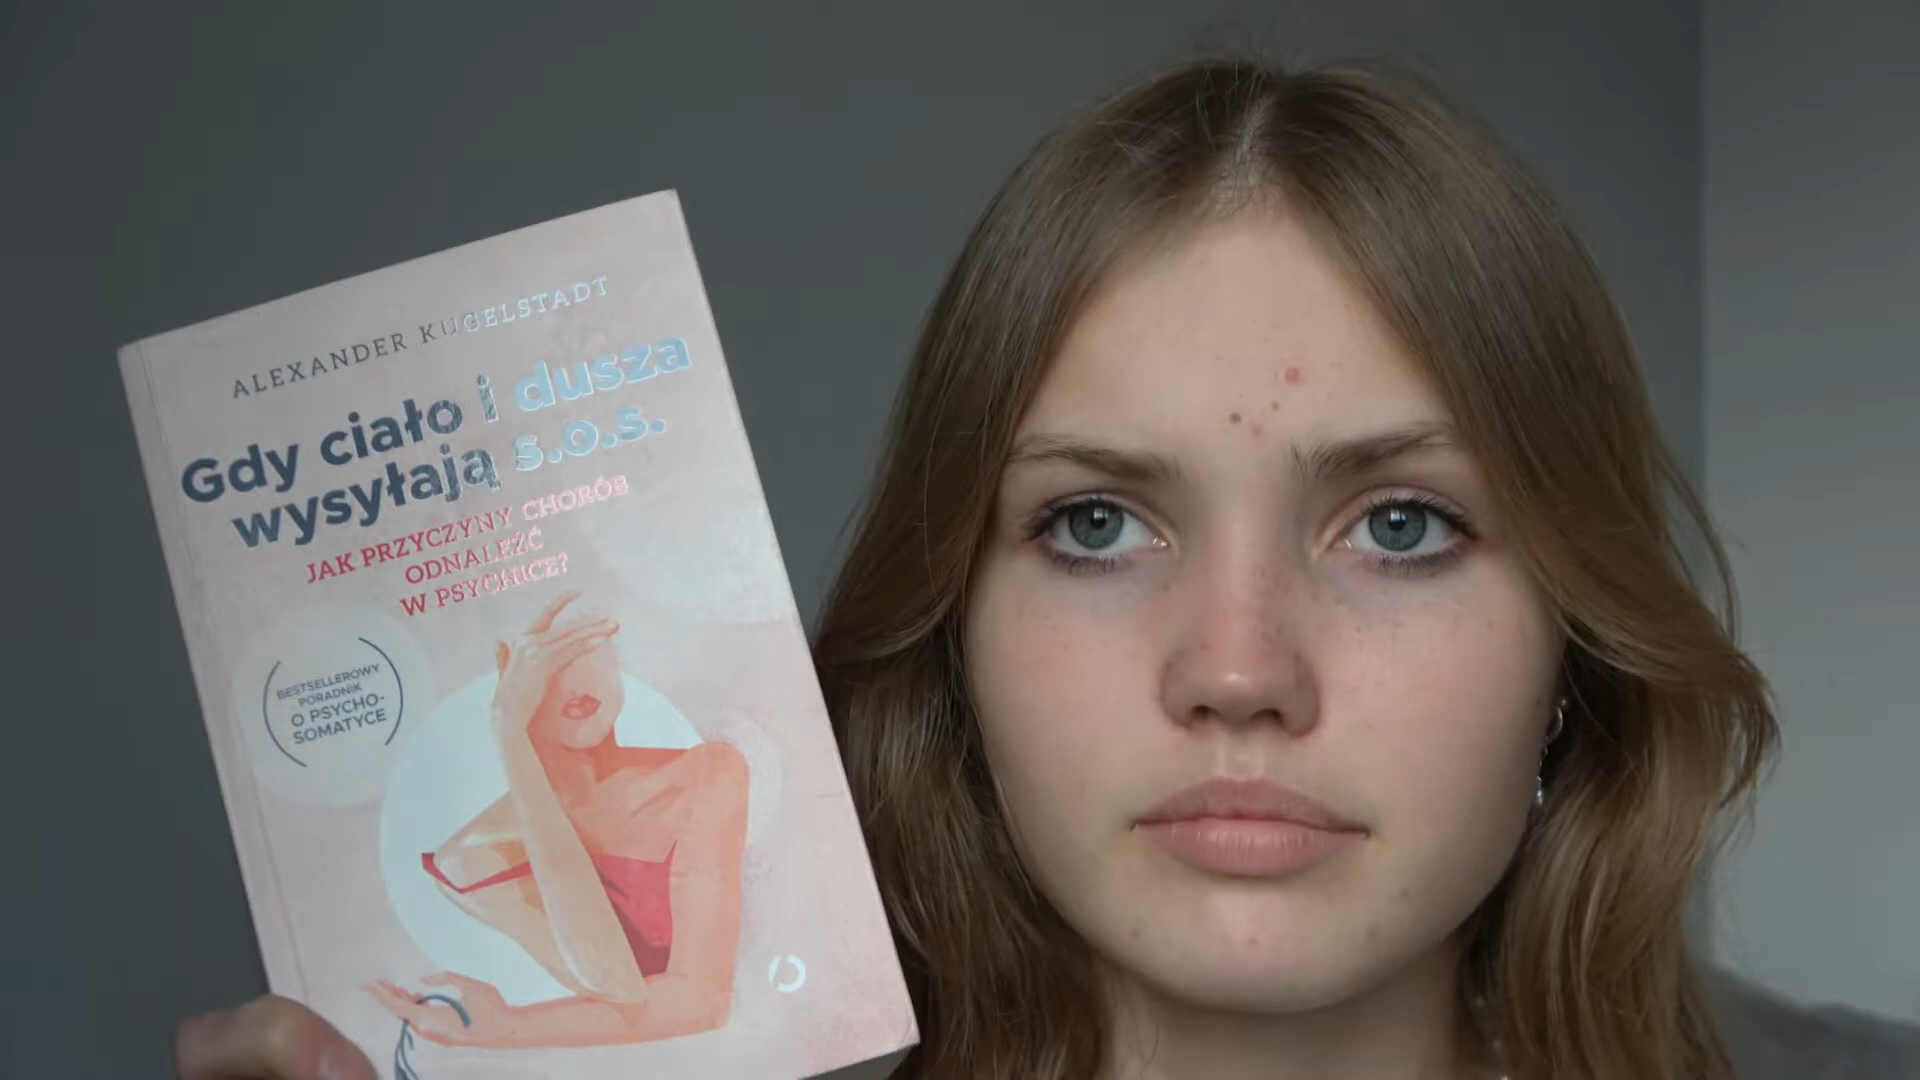 ALEXANDER KUGELSTADT
Gdy ciało i dusza
wysyłają s.o.s.
JAK PRZYCZYNY CHORÓB
ODNALEŹĆ
W PSYCHICE?
BESTSELLEROWY
PORADNIK
O PSYCHO-
SOMATYCE